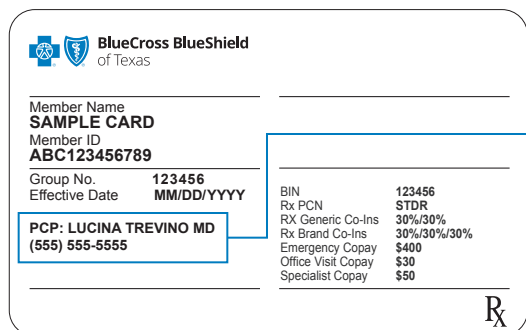 BlueCross BlueShield
of Texas
Member Name
SAMPLE CARD
Member ID
ABC123456789
Group No. 123456
Effective Date MM/DD/YYYY
PCP: LUCINA TREVINO MD
(555) 555-5555
BIN 123456
Rx PCN STDR
RX Generic Co-Ins 30%/30%
Rx Brand Co-Ins 30%/30%/30%
Emergency Copay $400
Office Visit Copay $30
Specialist Copay $50
Rx